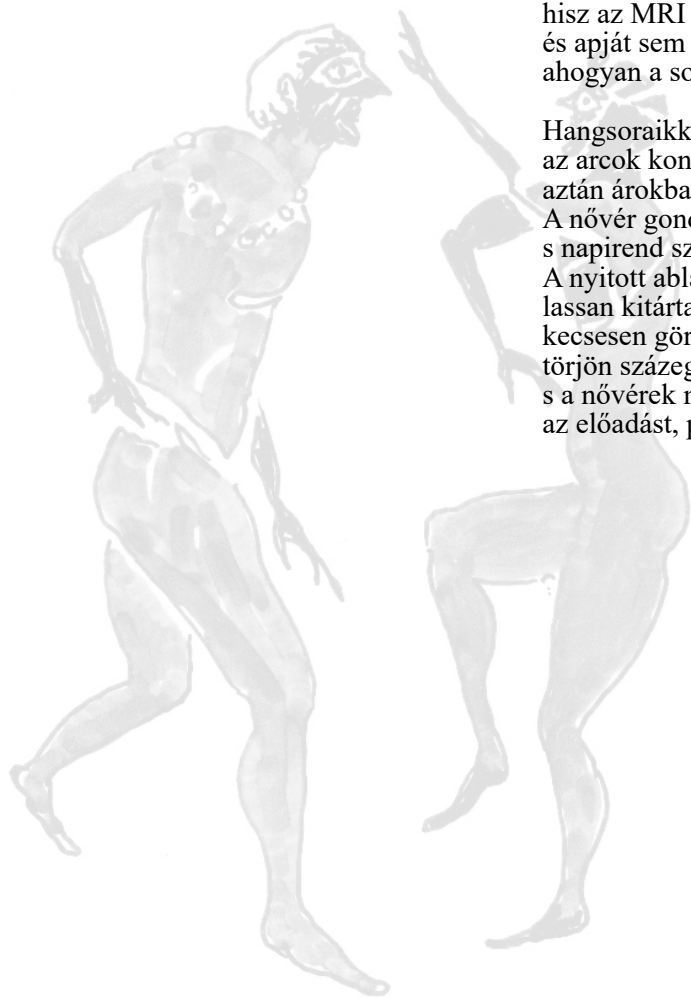 hisz az MRI
és apját sem
ahogyan a so
Hangsoraikk
az arcok kon
aztán árokba
A nővér gond
s napirend sz
A nyitott abla
lassan kitárta
kecsesen gör
törjön százeg
s a nővérek n
az előadást, p